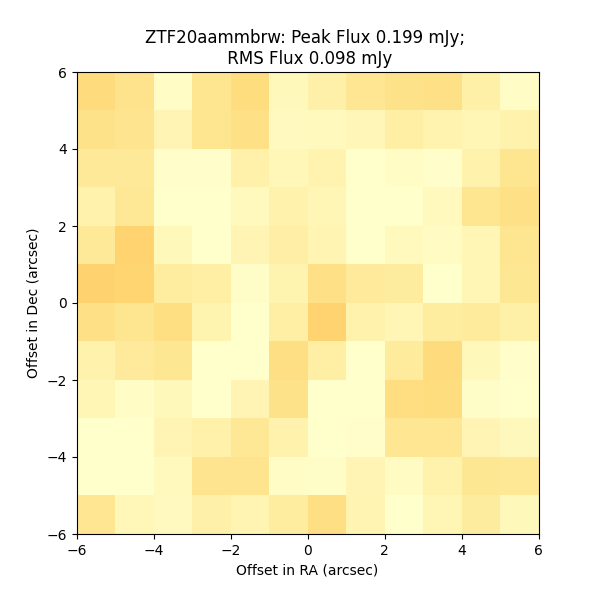 ZTF20aammbrw: Peak Flux 0.199 mJy;
RMS Flux 0.098 mJy
6
4
2
0
−2
−4
−6
Offset in Dec (arcsec)
−6 −4 −2 0 2 4 6
Offset in RA (arcsec)